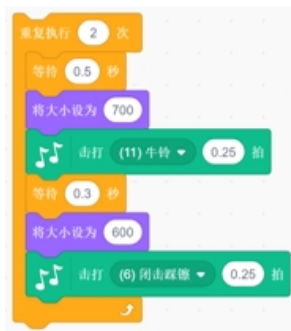 重复执行 2 次
等待 0.5 秒
将大小设为 700
击打 (11) 牛铃 0.25 拍
等待 0.3 秒
将大小设为 600
击打 (6) 闭击踩镲 0.25 拍